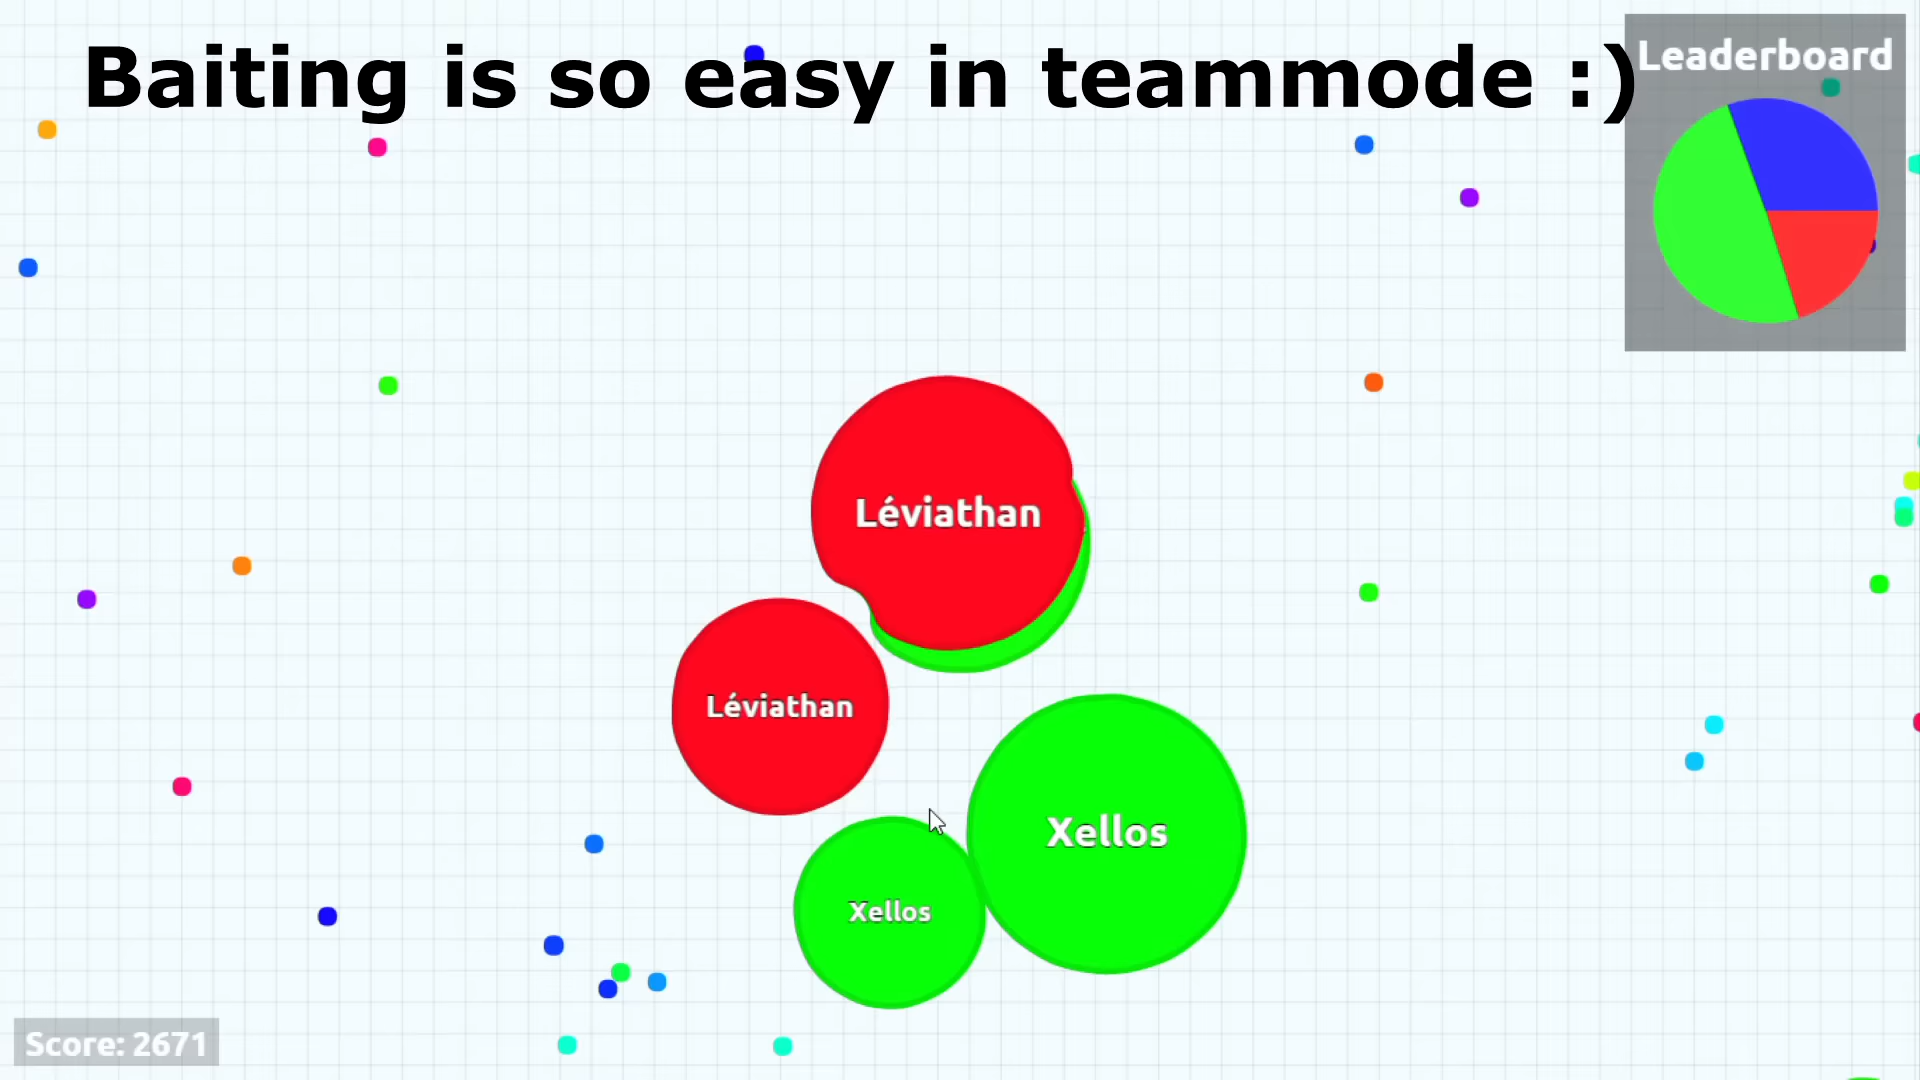 Baiting is so easy in teammode :)
Leaderboard
Léviathan
Léviathan
Xellos
Xellos
Score: 2671